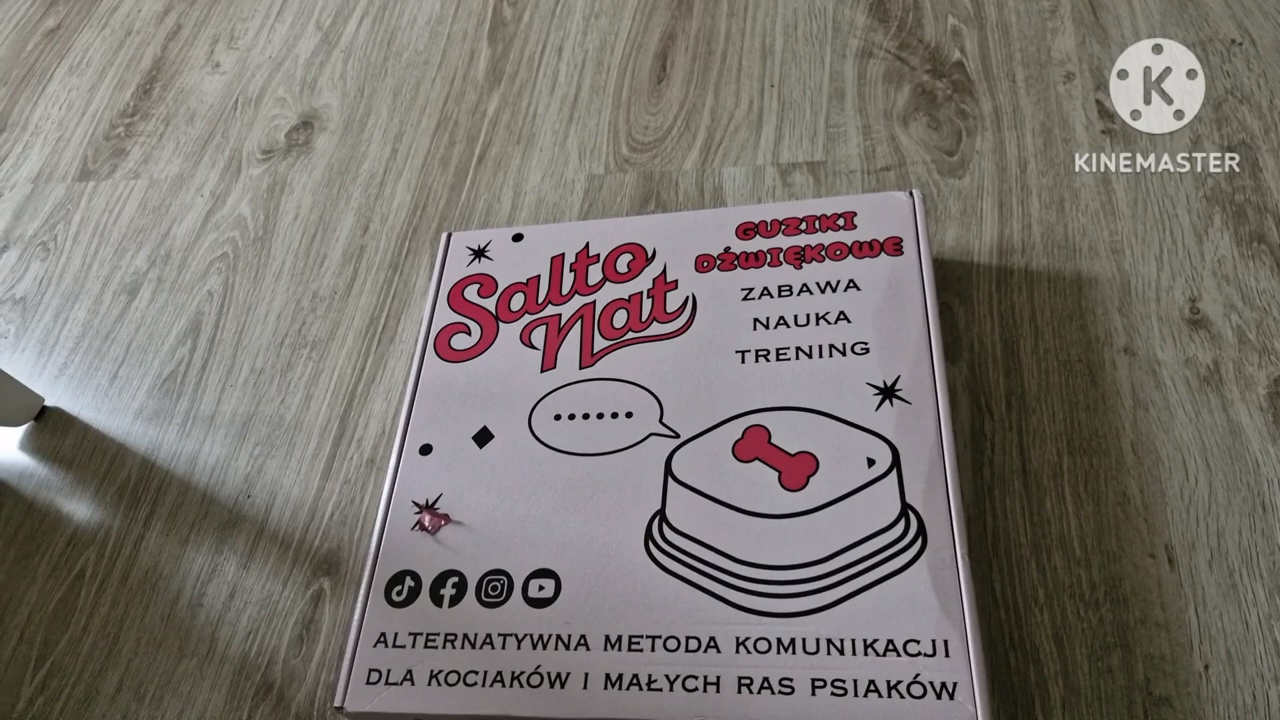 K
KINEMASTER
Salto
Nat
GUZIKI
DŹWIĘKOWE
ZABAWA
NAUKA
TRENING
ALTERNATYWNA METODA KOMUNIKACJI
DLA KOCIAKÓW I MAŁYCH RAS PSIAKÓW